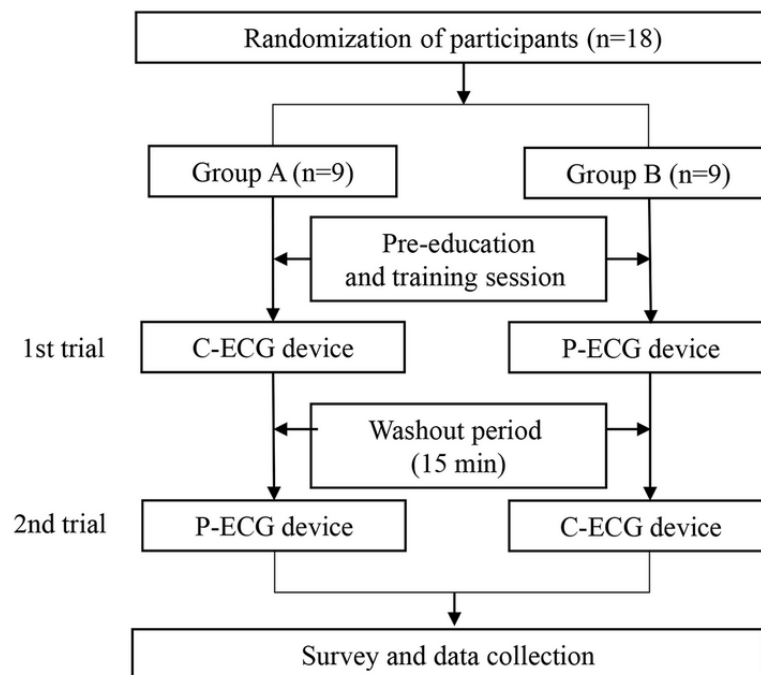 Randomization of participants (n=18)
Group A (n=9)
Group B (n=9)
Pre-education
and training session
1st trial
C-ECG device
P-ECG device
Washout period
(15 min)
2nd trial
P-ECG device
C-ECG device
Survey and data collection